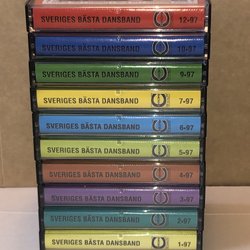 SVERIGES BÄSTA DANSBAND 12-97
SVERIGES BÄSTA DANSBAND 10-97
SVERIGES BÄSTA DANSBAND 9-97
SVERIGES BÄSTA DANSBAND 7-97
SVERIGES BÄSTA DANSBAND 6-97
SVERIGES BÄSTA DANSBAND 5-97
SVERIGES BÄSTA DANSBAND 4-97
SVERIGES BÄSTA DANSBAND 3-97
SVERIGES BÄSTA DANSBAND 2-97
SVERIGES BÄSTA DANSBAND 1-97